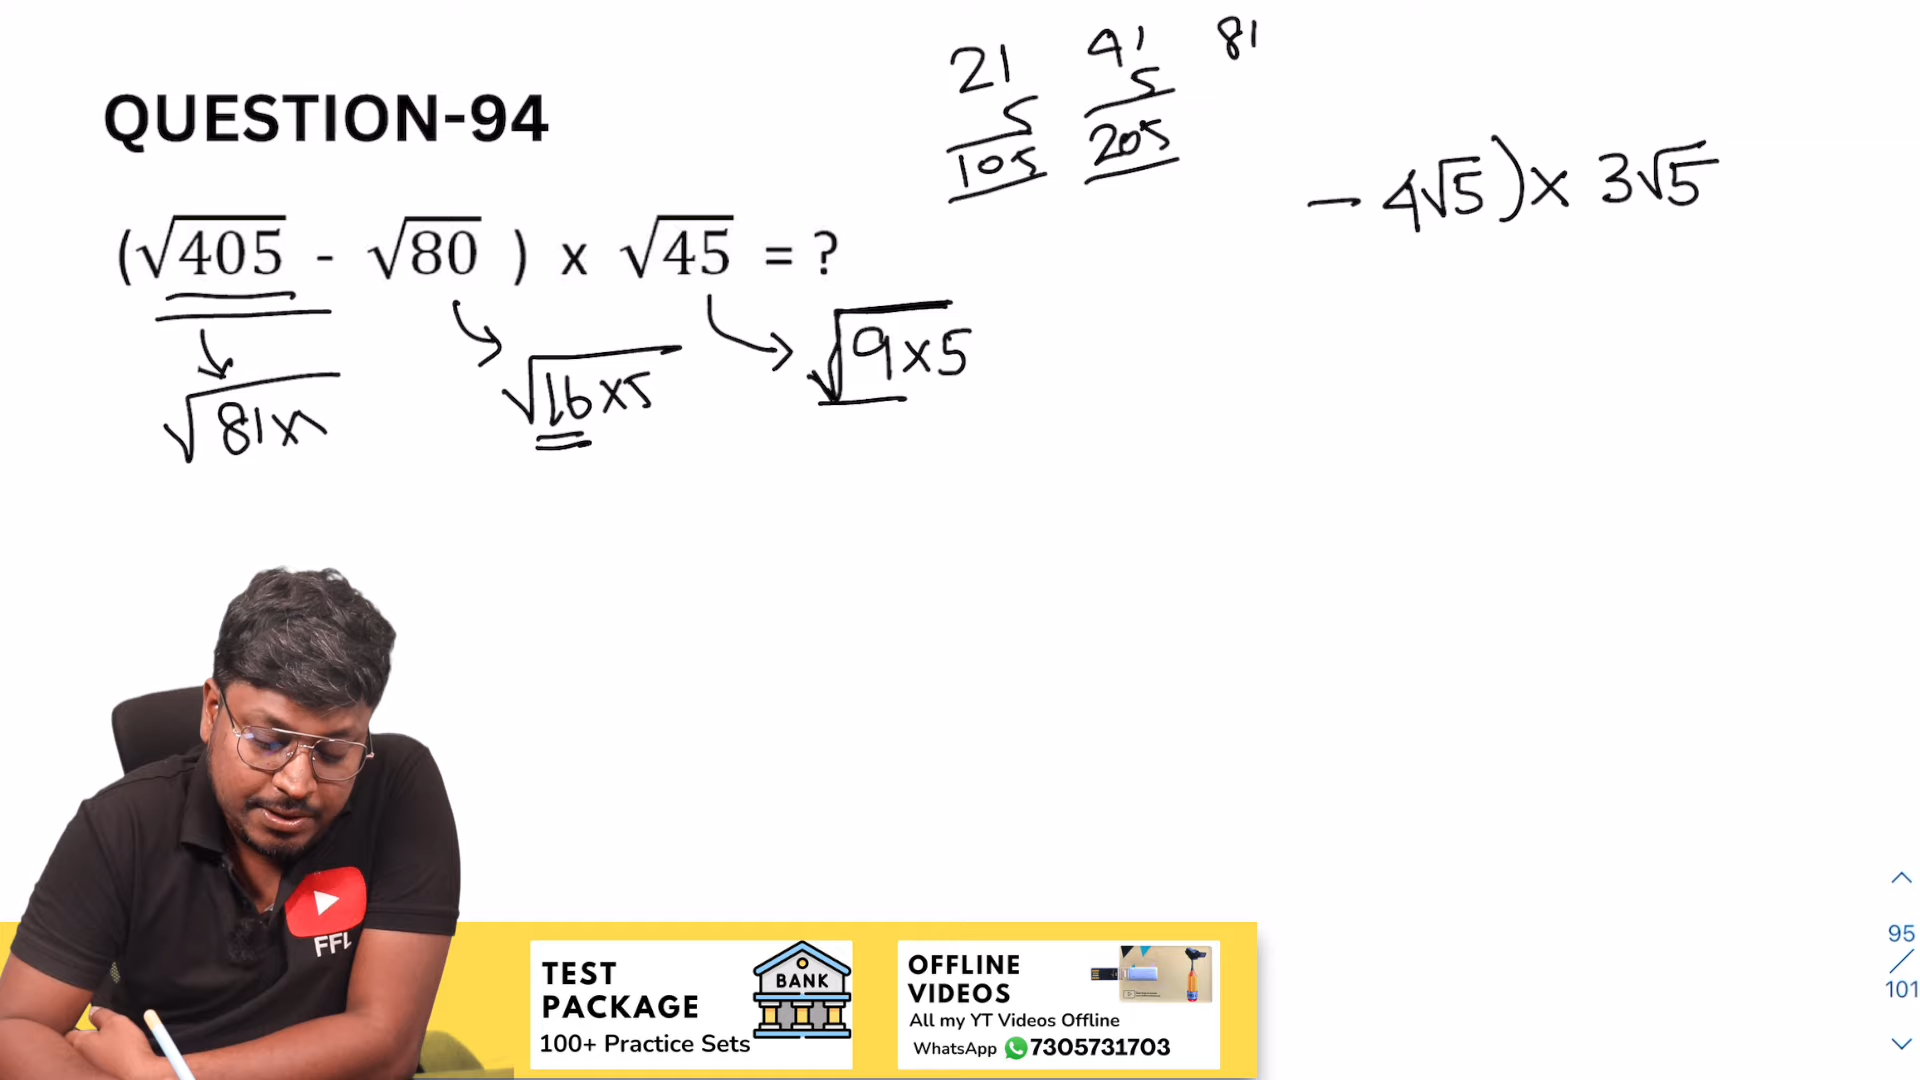 QUESTION-94
21
5
105
41
5
205
81
- 4√5) x 3√5
(√405 - √80 ) x √45 = ?
√81x
√16x5
√9x5
FFL
TEST
PACKAGE
100+ Practice Sets
BANK
OFFLINE
VIDEOS
All my YT Videos Offline
WhatsApp 7305731703
95
/
101